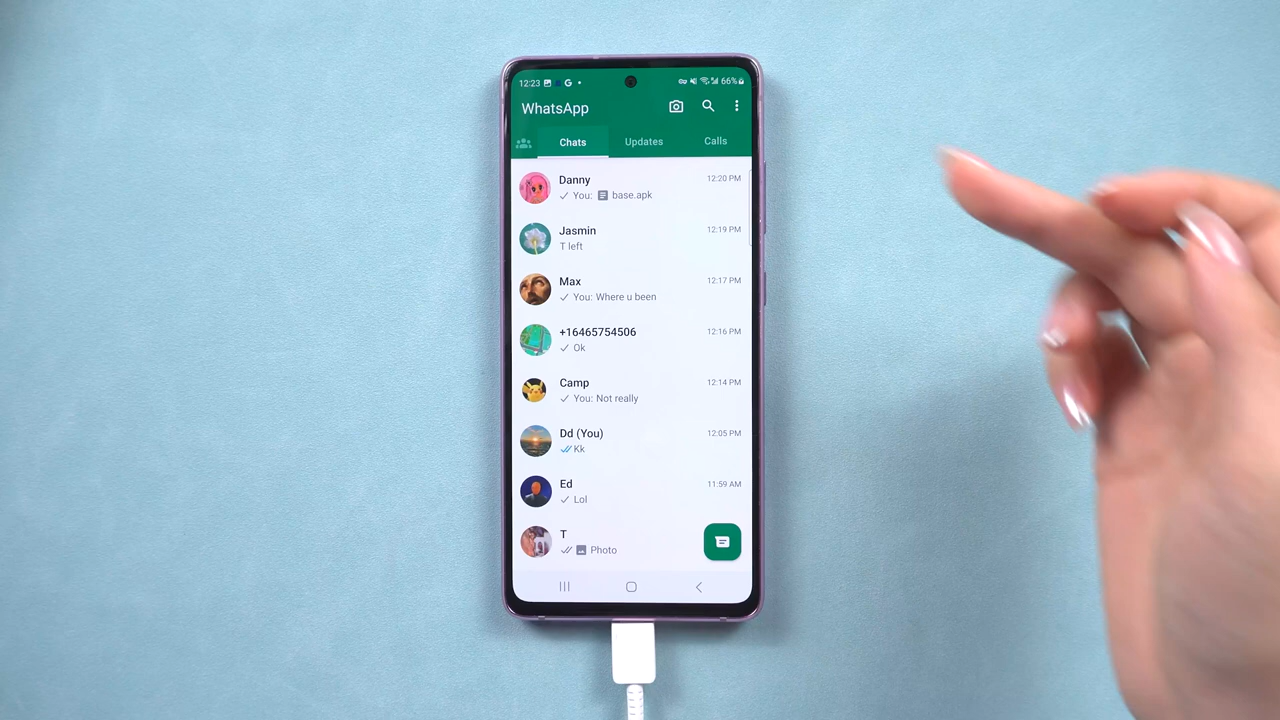 12:23 G 66%
WhatsApp
Chats Updates Calls
Danny 12:20 PM
You: base.apk
Jasmin 12:19 PM
T left
Max 12:17 PM
You: Where u been
+16465754506 12:16 PM
Ok
Camp 12:14 PM
You: Not really
Dd (You) 12:05 PM
Kk
Ed 11:59 AM
Lol
T
Photo